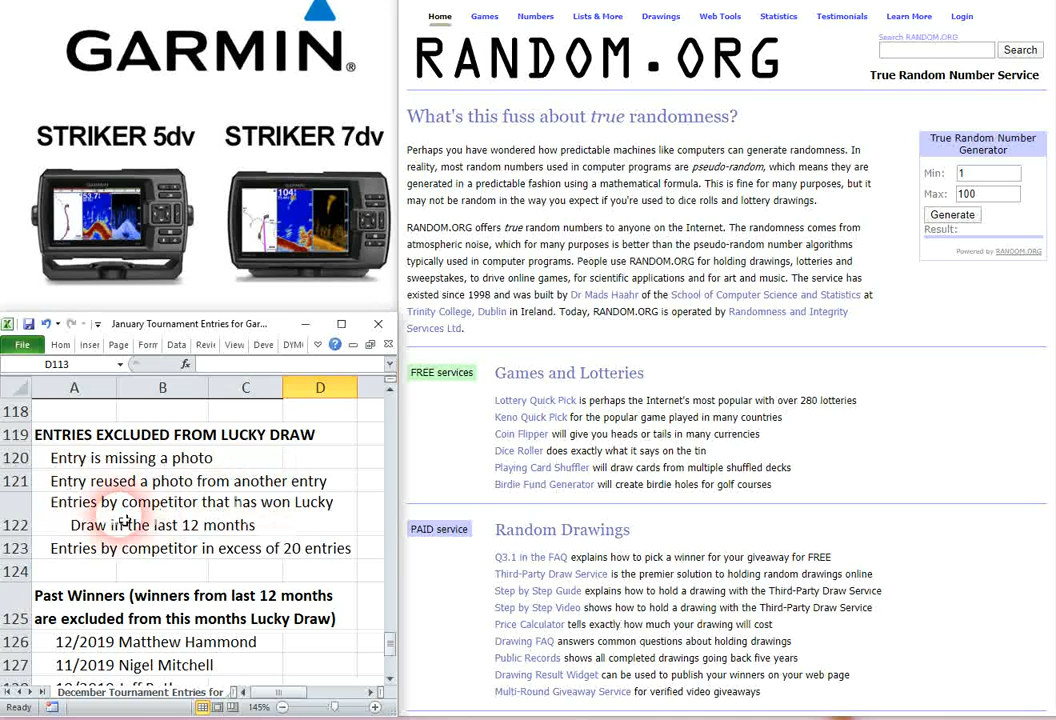 GARMIN®
STRIKER 5dv STRIKER 7dv
Home Games Numbers Lists & More Drawings Web Tools Statistics Testimonials Learn More Login
RANDOM.ORG
Search RANDOM.ORG
Search
True Random Number Service
What's this fuss about true randomness?
Perhaps you have wondered how predictable machines like computers can generate randomness. In
reality, most random numbers used in computer programs are pseudo-random, which means they are
generated in a predictable fashion using a mathematical formula. This is fine for many purposes, but it
may not be random in the way you expect if you're used to dice rolls and lottery drawings.
RANDOM.ORG offers true random numbers to anyone on the Internet. The randomness comes from
atmospheric noise, which for many purposes is better than the pseudo-random number algorithms
typically used in computer programs. People use RANDOM.ORG for holding drawings, lotteries and
sweepstakes, to drive online games, for scientific applications and for art and music. The service has
existed since 1998 and was built by Dr Mads Haahr of the School of Computer Science and Statistics at
Trinity College, Dublin in Ireland. Today, RANDOM.ORG is operated by Randomness and Integrity
Services Ltd.
True Random Number
Generator
Min: 1
Max: 100
Generate
Result:
Powered by RANDOM.ORG
FREE services
Games and Lotteries
Lottery Quick Pick is perhaps the Internet's most popular with over 280 lotteries
Keno Quick Pick for the popular game played in many countries
Coin Flipper will give you heads or tails in many currencies
Dice Roller does exactly what it says on the tin
Playing Card Shuffler will draw cards from multiple shuffled decks
Birdie Fund Generator will create birdie holes for golf courses
PAID service
Random Drawings
Q3.1 in the FAQ explains how to pick a winner for your giveaway for FREE
Third-Party Draw Service is the premier solution to holding random drawings online
Step by Step Guide explains how to hold a drawing with the Third-Party Draw Service
Step by Step Video shows how to hold a drawing with the Third-Party Draw Service
Price Calculator tells exactly how much your drawing will cost
Drawing FAQ answers common questions about holding drawings
Public Records shows all completed drawings going back five years
Drawing Result Widget can be used to publish your winners on your web page
Multi-Round Giveaway Service for verified video giveaways
January Tournament Entries for Gar...
File Hom Inser Page Forr Data Revie View Deve DYM
D113 fx
A B C D
118
119 ENTRIES EXCLUDED FROM LUCKY DRAW
120 Entry is missing a photo
121 Entry reused a photo from another entry
Entries by competitor that has won Lucky
122 Draw in the last 12 months
123 Entries by competitor in excess of 20 entries
124
Past Winners (winners from last 12 months
125 are excluded from this months Lucky Draw)
126 12/2019 Matthew Hammond
127 11/2019 Nigel Mitchell
December Tournament Entries for
Ready 145%